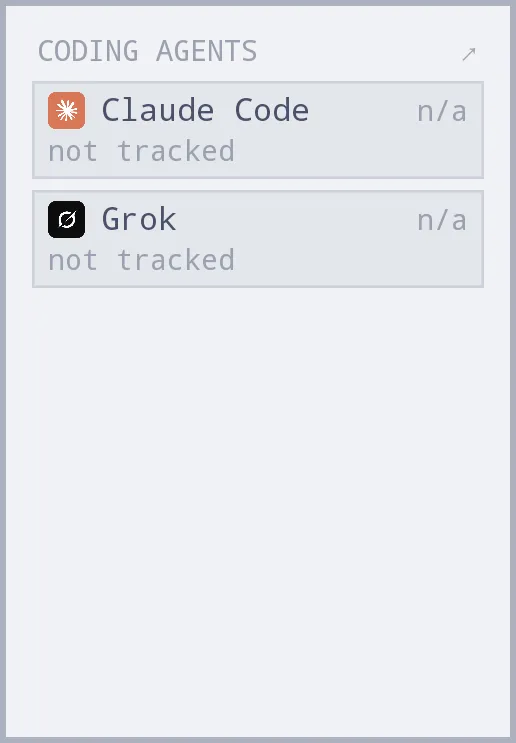 CODING AGENTS ↗
Claude Code n/a
not tracked
Grok n/a
not tracked